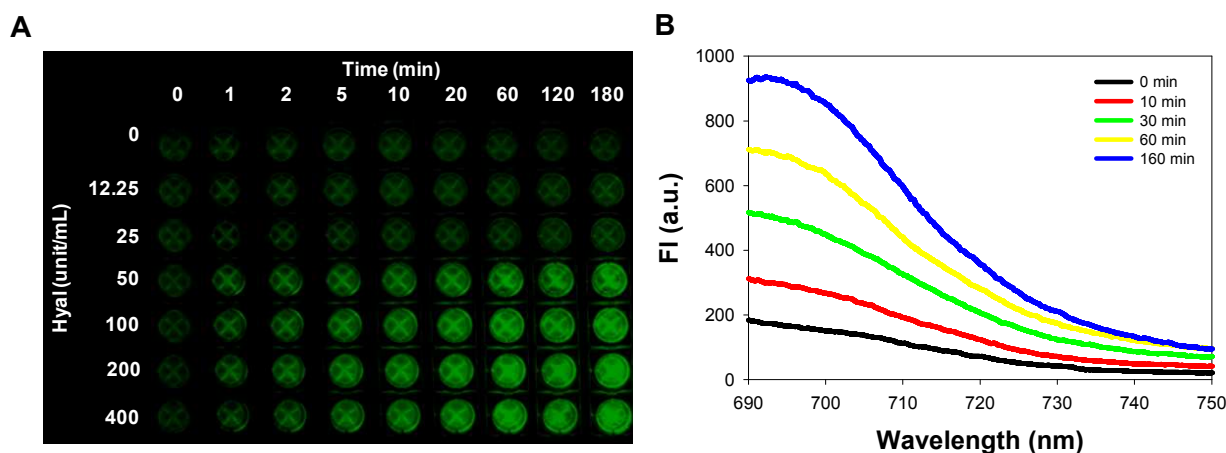 A
Time (min)
0 1 2 5 10 20 60 120 180
Hyal (unit/mL)
0
12.25
25
50
100
200
400
B
FI (a.u.)
1000
800
600
400
200
0
0 min
10 min
30 min
60 min
160 min
690 700 710 720 730 740 750
Wavelength (nm)